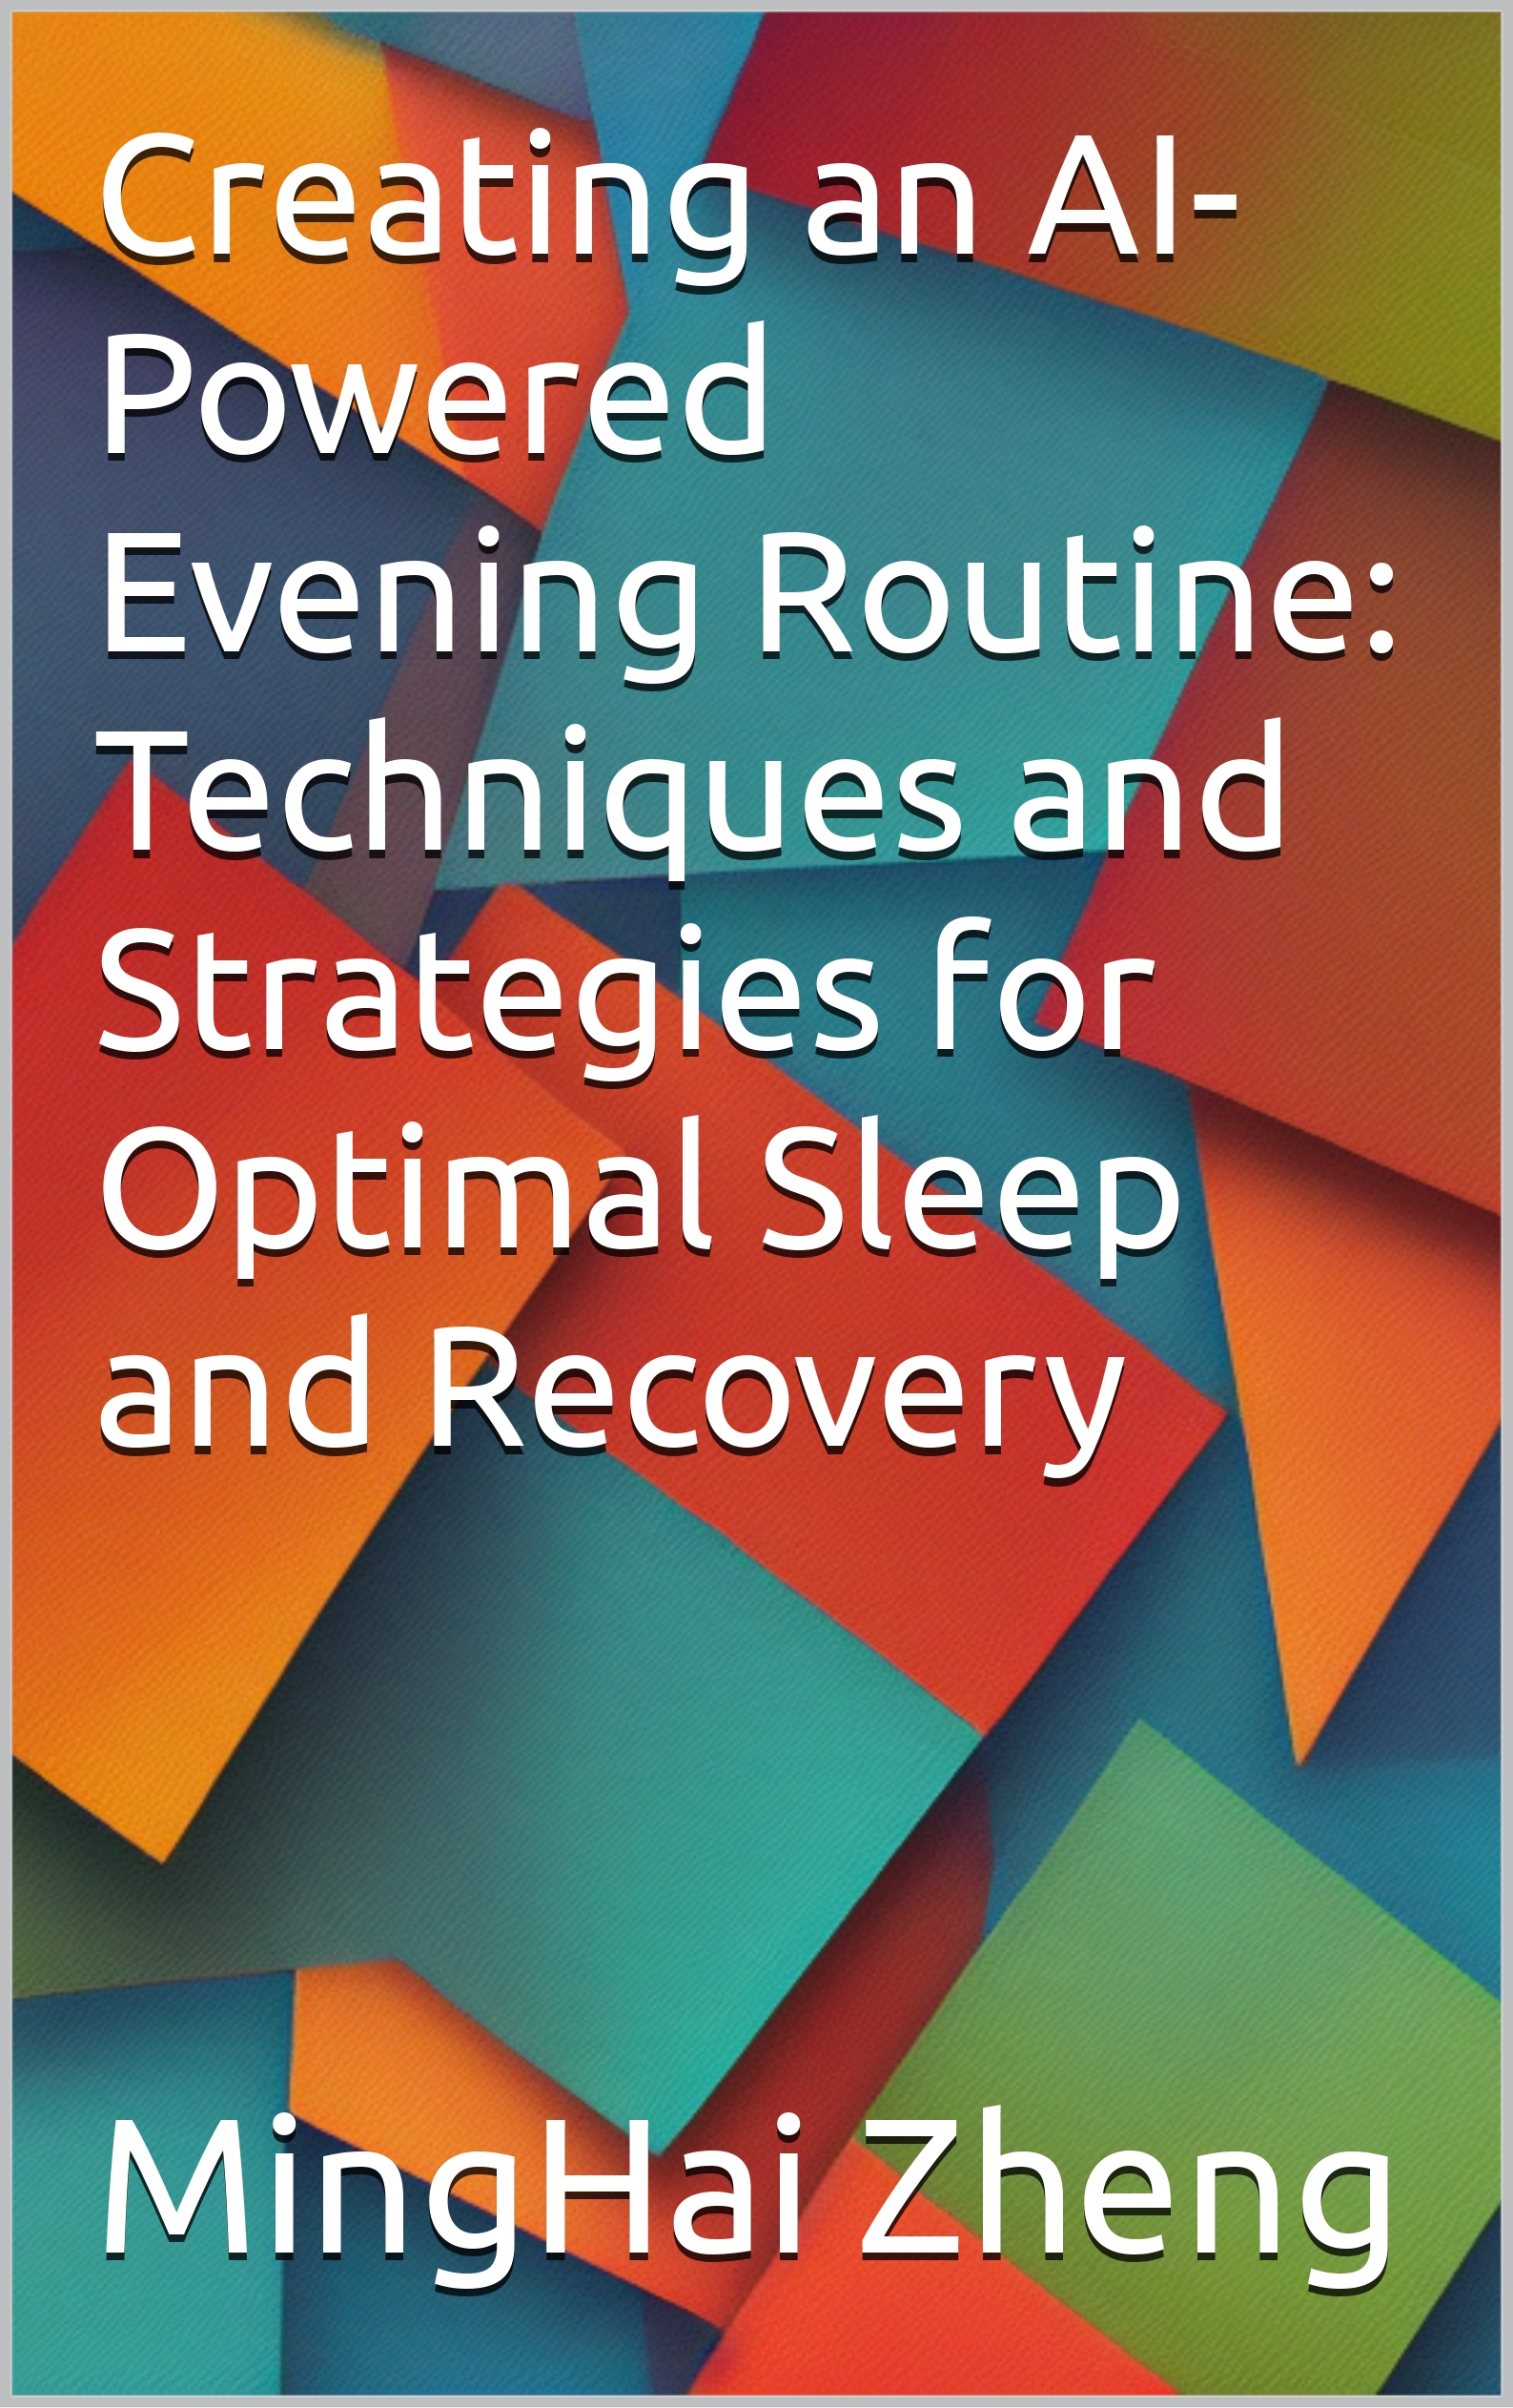 Creating an AI-
Powered
Evening Routine:
Techniques and
Strategies for
Optimal Sleep
and Recovery
MingHai Zheng